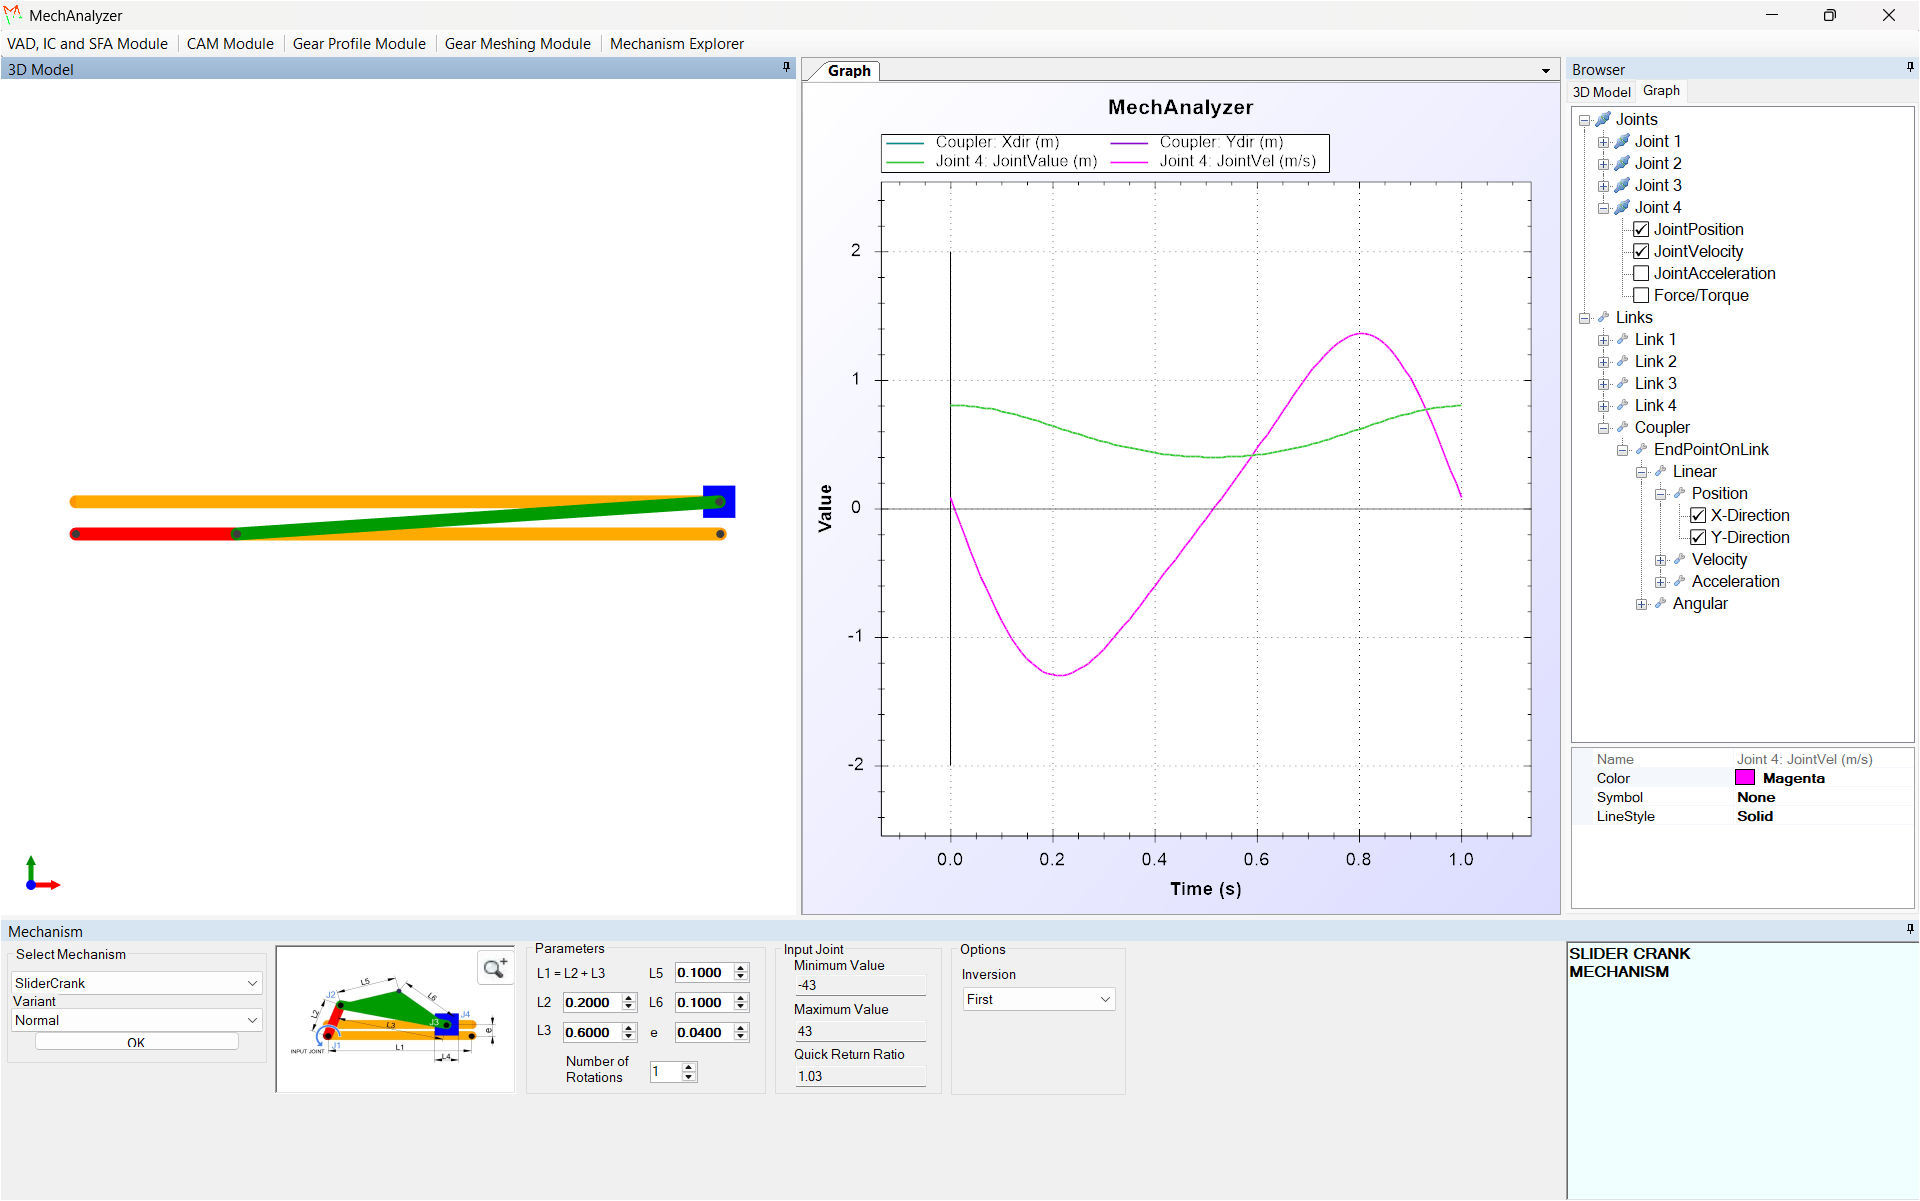 MechAnalyzer
VAD, IC and SFA Module
CAM Module
Gear Profile Module
Gear Meshing Module
Mechanism Explorer
3D Model
Graph
MechAnalyzer
Coupler: Xdir (m)
Coupler: Ydir (m)
Joint 4: JointValue (m)
Joint 4: JointVel (m/s)
Value
2
1
0
-1
-2
0.0
0.2
0.4
0.6
0.8
1.0
Time (s)
Browser
3D Model
Graph
Joints
Joint 1
Joint 2
Joint 3
Joint 4
JointPosition
JointVelocity
JointAcceleration
Force/Torque
Links
Link 1
Link 2
Link 3
Link 4
Coupler
EndPointOnLink
Linear
Position
X-Direction
Y-Direction
Velocity
Acceleration
Angular
Name Joint 4: JointVel (m/s)
Color Magenta
Symbol None
LineStyle Solid
Mechanism
Select Mechanism
SliderCrank
Variant
Normal
OK
L5
L6
J2
L2
L3
J3
J4
e
INPUT JOINT
J1
L1
L4
Parameters
L1 = L2 + L3
L5 0.1000
L2 0.2000
L6 0.1000
L3 0.6000
e 0.0400
Number of
Rotations
1
Input Joint
Minimum Value
-43
Maximum Value
43
Quick Return Ratio
1.03
Options
Inversion
First
SLIDER CRANK
MECHANISM